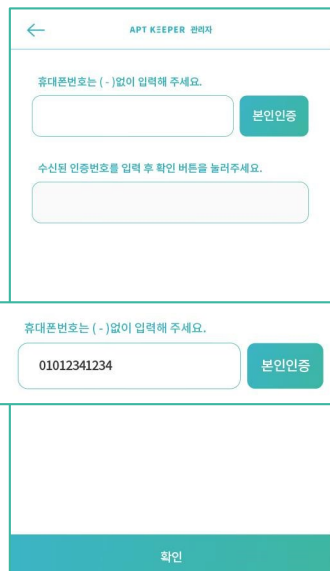 APT KΞEPER 관리자
휴대폰번호는 ( - )없이 입력해 주세요.
본인인증
수신된 인증번호를 입력 후 확인 버튼을 눌러주세요.
휴대폰번호는 ( - )없이 입력해 주세요.
01012341234
본인인증
확인